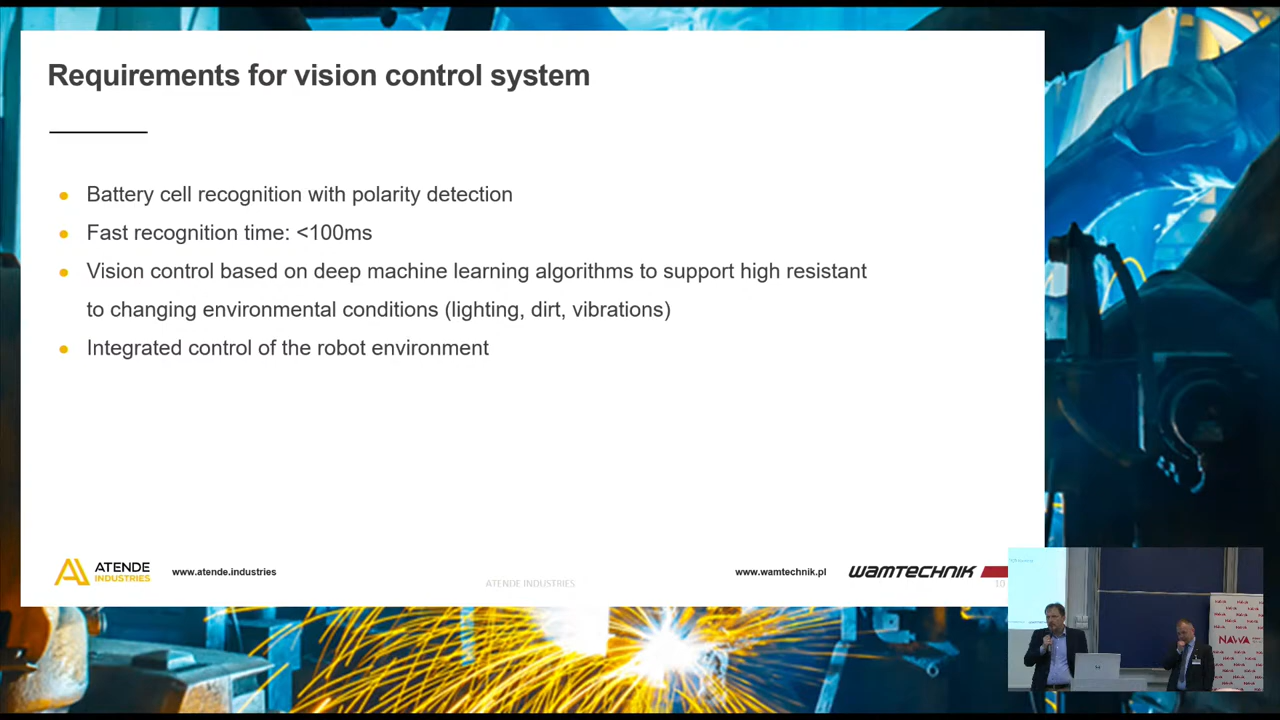 Requirements for vision control system
Battery cell recognition with polarity detection
Fast recognition time: <100ms
Vision control based on deep machine learning algorithms to support high resistant
to changing environmental conditions (lighting, dirt, vibrations)
Integrated control of the robot environment
ATENDE
INDUSTRIES
www.atende.industries
ATENDE INDUSTRIES
www.wamtechnik.pl
WAMTECHNIK
10
NAWA